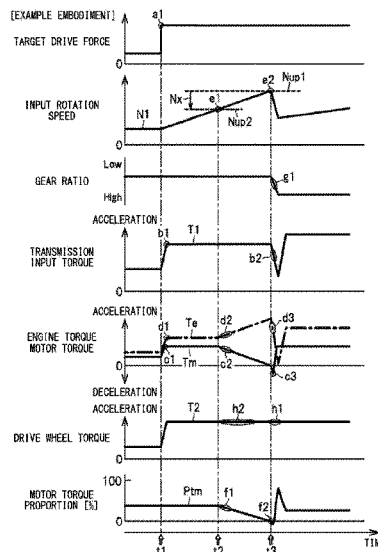 [EXAMPLE EMBODIMENT]
a1
TARGET DRIVE FORCE
0
e2
Nup1
Nx
e1
INPUT ROTATION SPEED
N1
Nup2
0
Low
GEAR RATIO
g1
High
ACCELERATION
b1
T1
TRANSMISSION INPUT TORQUE
b2
0
ACCELERATION
d1
Te
d2
d3
ENGINE TORQUE
MOTOR TORQUE
c1
Tm
c2
0
c3
DECELERATION
ACCELERATION
T2
h2
h1
DRIVE WHEEL TORQUE
0
100
MOTOR TORQUE PROPORTION [%]
Ptm
f1
f2
0
t1
t2
t3